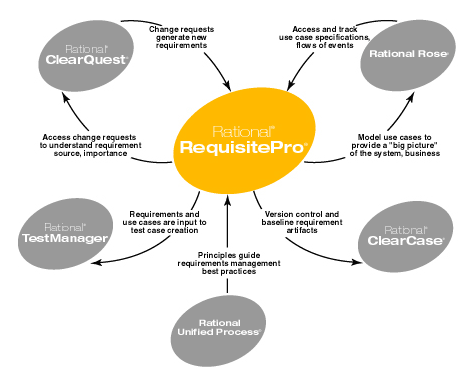 Change requests
generate new
requirements
Access and track
use case specifications,
flows of events
Rational®
ClearQuest®
Rational Rose®
Rational®
RequisitePro®
Access change requests
to understand requirement
source, importance
Model use cases to
provide a "big picture"
of the system, business
Rational®
TestManager
Requirements and
use cases are input to
test case creation
Version control and
baseline requirement
artifacts
Rational®
ClearCase®
Principles guide
requirements management
best practices
Rational
Unified Process®